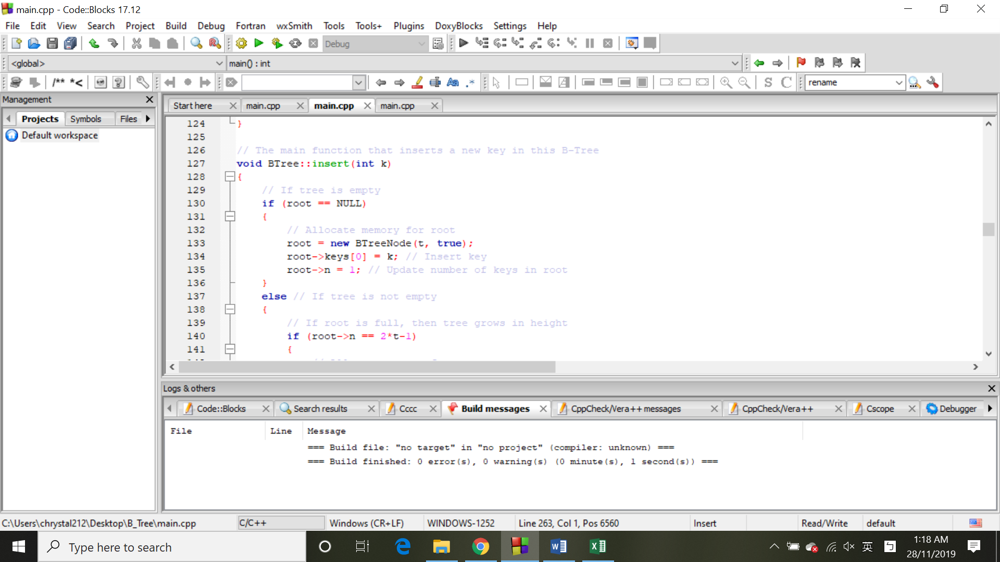 main.cpp - Code::Blocks 17.12
File Edit View Search Project Build Debug Fortran wxSmith Tools Tools+ Plugins DoxyBlocks Settings Help
Debug
<global> main() : int
/** *< Aa .* S C rename
Management
Projects Symbols Files
Default workspace
Start here main.cpp main.cpp main.cpp
124 }
125
126 // The main function that inserts a new key in this B-Tree
127 void BTree::insert(int k)
128 {
129 // If tree is empty
130 if (root == NULL)
131 {
132 // Allocate memory for root
133 root = new BTreeNode(t, true);
134 root->keys[0] = k; // Insert key
135 root->n = 1; // Update number of keys in root
136 }
137 else // If tree is not empty
138 {
139 // If root is full, then tree grows in height
140 if (root->n == 2*t-1)
141 {
Logs & others
Code::Blocks Search results Cccc Build messages CppCheck/Vera++ messages CppCheck/Vera++ Cscope Debugger
File Line Message
=== Build file: "no target" in "no project" (compiler: unknown) ===
=== Build finished: 0 error(s), 0 warning(s) (0 minute(s), 1 second(s)) ===
C:\Users\chrystal212\Desktop\B_Tree\main.cpp C/C++ Windows (CR+LF) WINDOWS-1252 Line 263, Col 1, Pos 6560 Insert Read/Write default
Type here to search
英
1:18 AM
28/11/2019